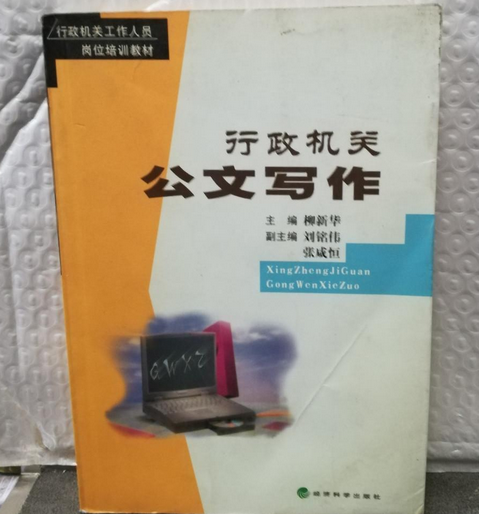 行政机关工作人员
岗位培训教材
行政机关
公文写作
主 编 柳新华
副主编 刘铭伟
张咸恒
XingZhengJiGuan
GongWenXieZuo
GWXZ
经济科学出版社